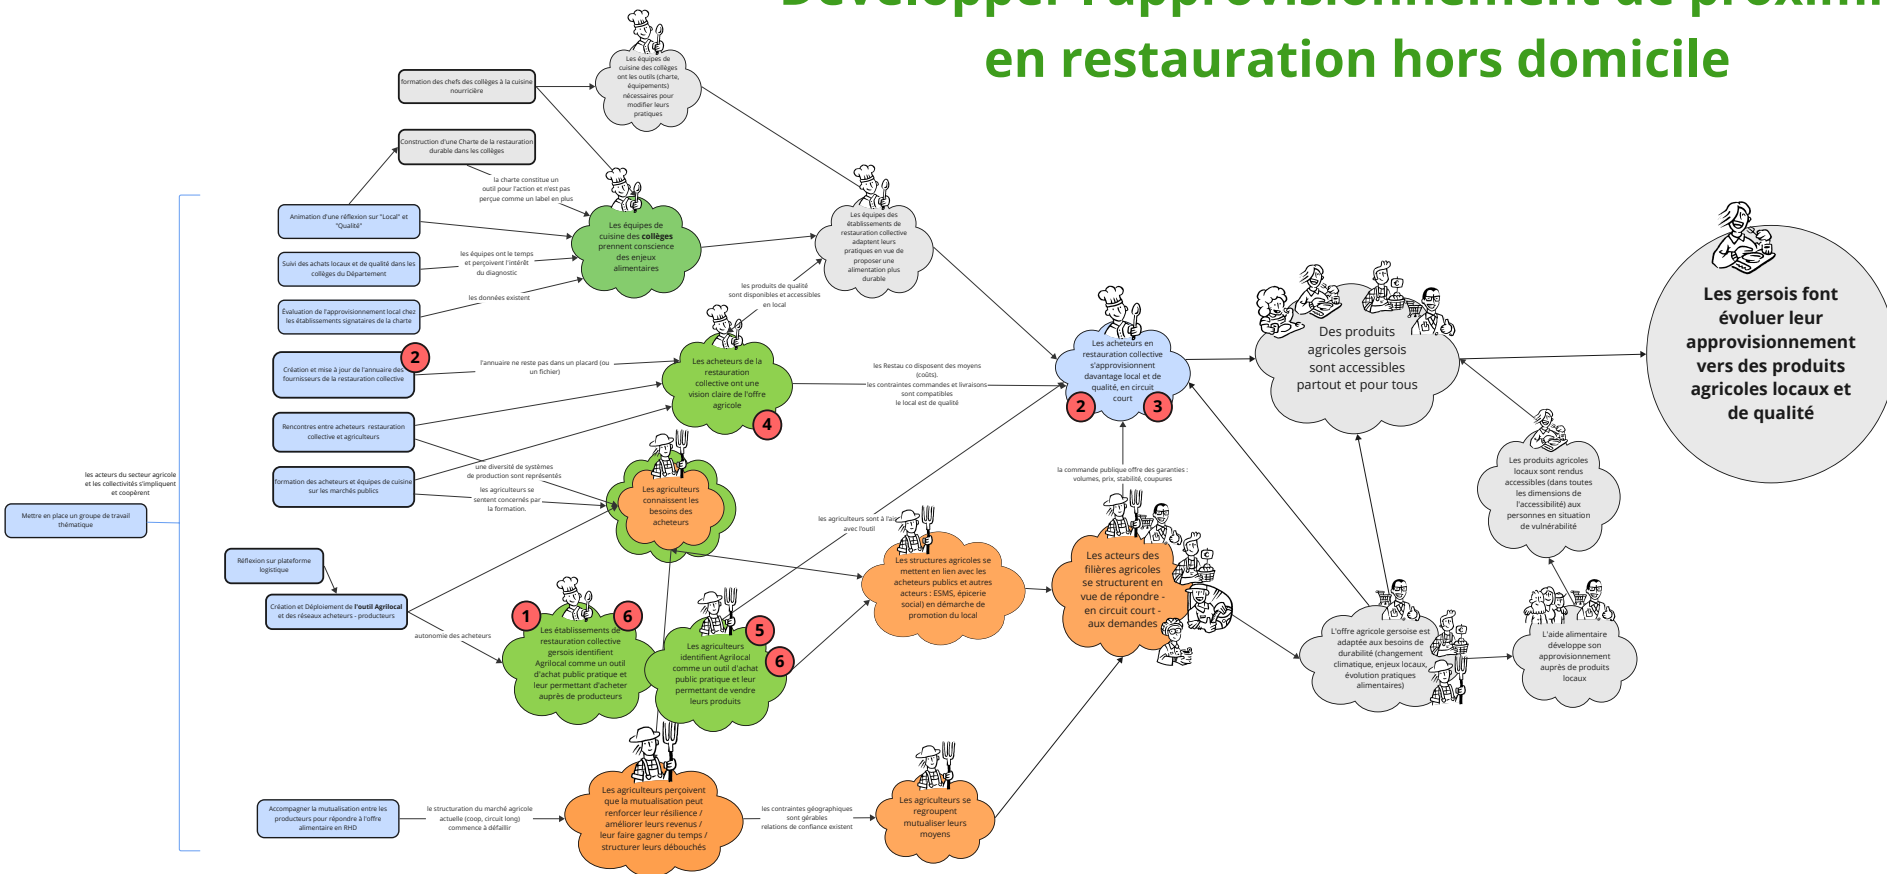 Développer l'approvisionnement de proximi
en restauration hors domicile
Les équipes de
cuisine des collèges
ont les outils (charte,
équipements)
nécessaires pour
modifier leurs
pratiques
formation des chefs des collèges à la cuisine
nourricière
Construction d'une Charte de la restauration
durable dans les collèges
la charte constitue un
outil pour l'action et n'est pas
perçue comme un label en plus
Animation d'une réflexion sur "Local" et
"Qualité"
Les équipes de
cuisine des collèges
prennent conscience
des enjeux
alimentaires
Les équipes des
établissements de
restauration collective
adaptent leurs
pratiques en vue de
proposer une
alimentation plus
durable
Suivi des achats locaux et de qualité dans les
collèges du Département
les équipes ont le temps
et perçoivent l'intérêt
du diagnostic
Évaluation de l'approvisionnement local chez
les établissements signataires de la charte
les données existent
les produits de qualité
sont disponibles et accessibles
en local
Les gersois font
évoluer leur
approvisionnement
vers des produits
agricoles locaux et
de qualité
Des produits
agricoles gersois
sont accessibles
partout et pour tous
Les acheteurs en
restauration collective
s'approvisionnent
davantage local et de
qualité, en circuit
court
2
3
2
Création et mise à jour de l'annuaire des
fournisseurs de la restauration collective
l'annuaire ne reste pas dans un placard (ou
un fichier)
Les acheteurs de la
restauration
collective ont une
vision claire de l'offre
agricole
4
les Restau co disposent des moyens
(coûts).
les contraintes commandes et livraisons
sont compatibles
le local est de qualité
Rencontres entre acheteurs restauration
collective et agriculteurs
formation des acheteurs et équipes de cuisine
sur les marchés publics
une diversité de systèmes
de production sont représentés
les agriculteurs se
sentent concernés par
la formation.
Les agriculteurs
connaissent les
besoins des
acheteurs
les acteurs du secteur agricole
et les collectivités s'impliquent
et coopèrent
Mettre en place un groupe de travail
thématique
la commande publique offre des garanties :
volumes, prix, stabilité, coupures
Les produits agricoles
locaux sont rendus
accessibles (dans toutes
les dimensions de
l'accessibilité) aux
personnes en situation
de vulnérabilité
les agriculteurs sont à l'ai
avec l'outil
Réflexion sur plateforme
logistique
Création et Déploiement de l'outil Agrilocal
et des réseaux acheteurs - producteurs
autonomie des acheteurs
1
6
Les établissements de
restauration collective
gersois identifient
Agrilocal comme un outil
d'achat public pratique et
leur permettant d'acheter
auprès de producteurs
5
6
Les agriculteurs
identifient Agrilocal
comme un outil d'achat
public pratique et leur
permettant de vendre
leurs produits
Les structures agricoles se
mettent en lien avec les
acheteurs publics et autres
acteurs : ESMS, épicerie
social) en démarche de
promotion du local
Les acteurs des
filières agricoles
se structurent en
vue de répondre -
en circuit court -
aux demandes
L'offre agricole gersoise est
adaptée aux besoins de
durabilité (changement
climatique, enjeux locaux,
évolution pratiques
alimentaires)
L'aide alimentaire
développe son
approvisionnement
auprès de produits
locaux
Accompagner la mutualisation entre les
producteurs pour répondre à l'offre
alimentaire en RHD
le structuration du marché agricole
actuelle (coop, circuit long)
commence à défaillir
Les agriculteurs perçoivent
que la mutualisation peut
renforcer leur résilience /
améliorer leurs revenus /
leur faire gagner du temps /
structurer leurs débouchés
les contraintes géographiques
sont gérables
relations de confiance existent
Les agriculteurs se
regroupent
mutualiser leurs
moyens